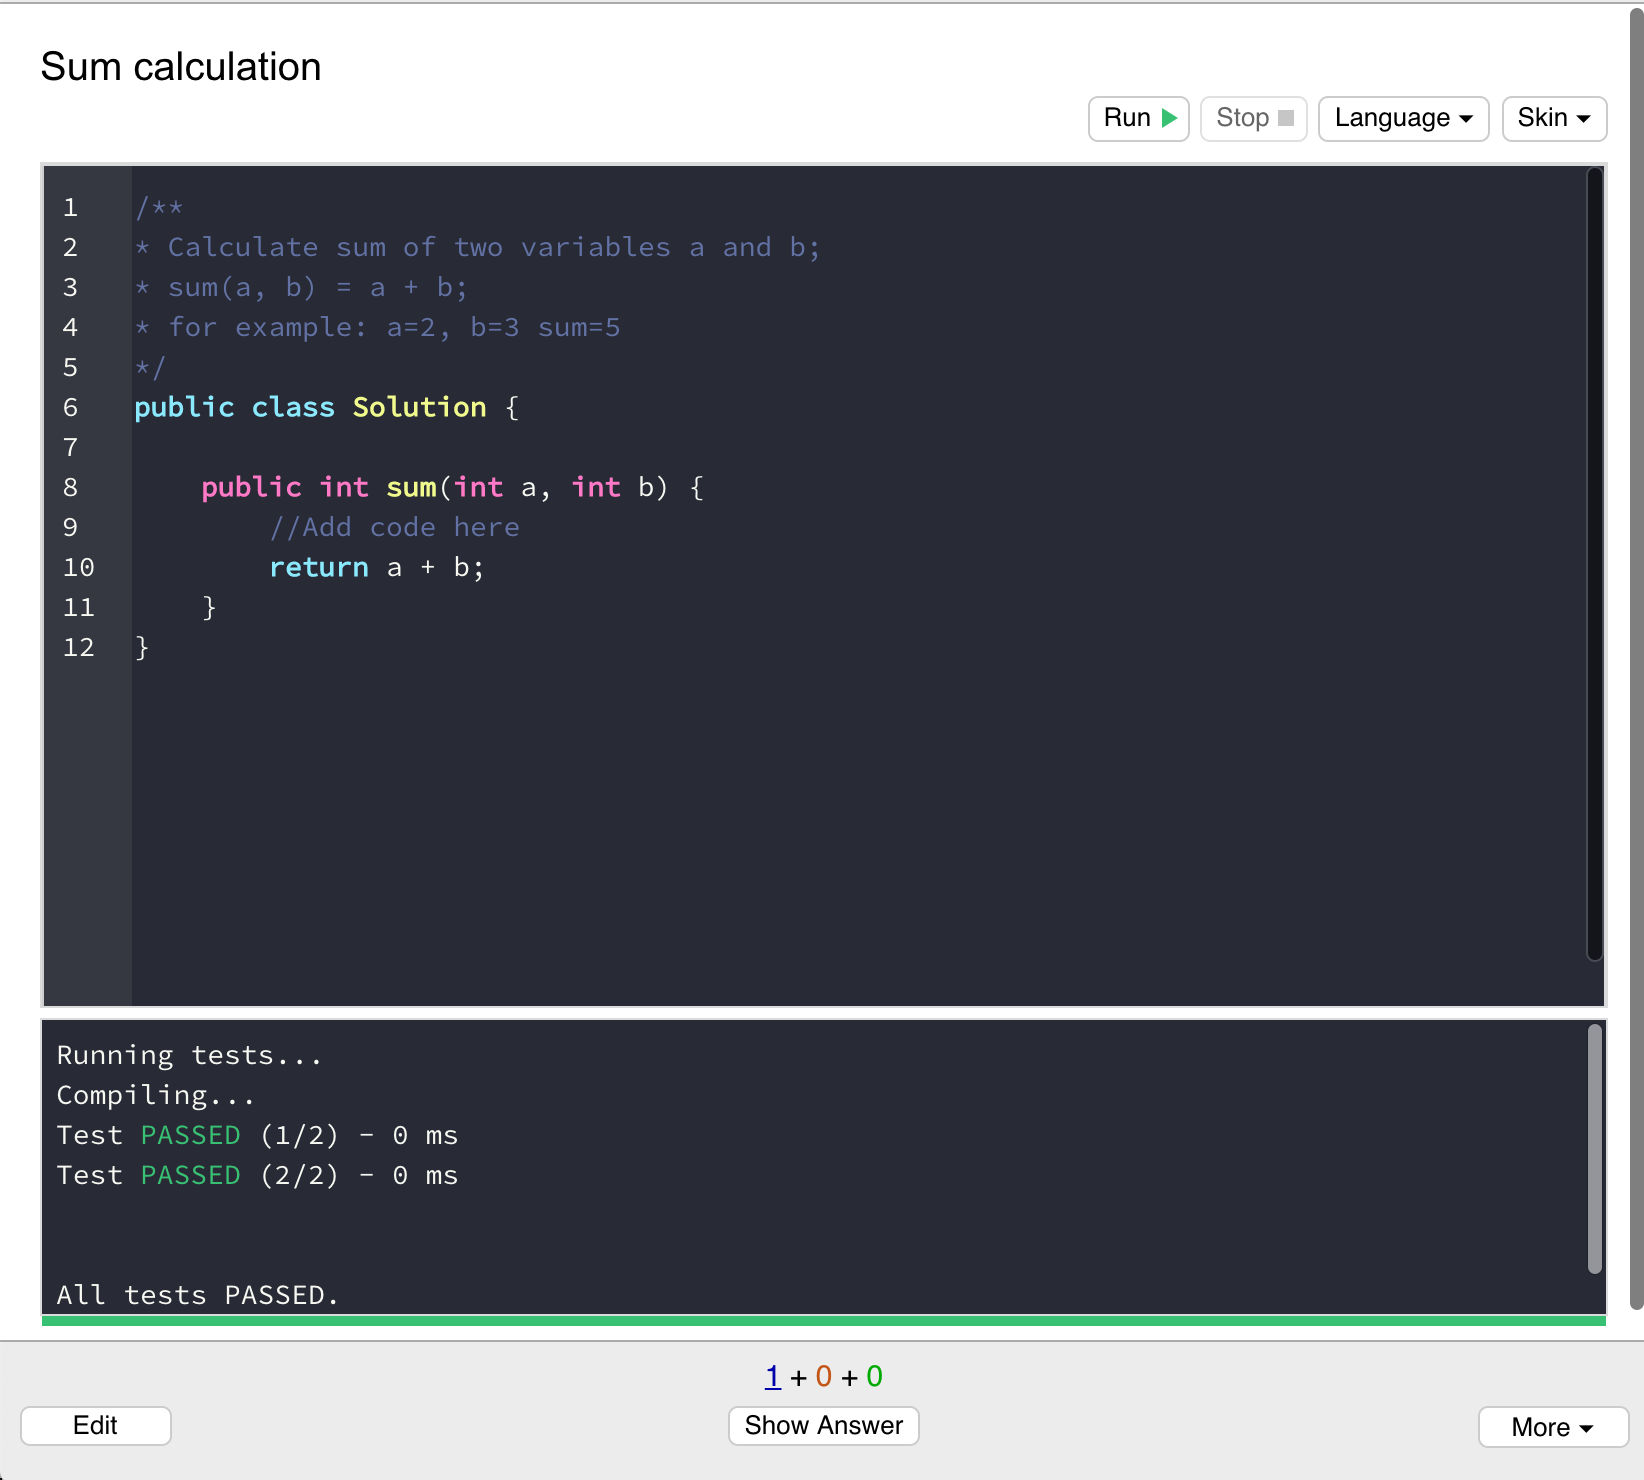 Sum calculation
Run Stop Language Skin
1 /**
2 * Calculate sum of two variables a and b;
3 * sum(a, b) = a + b;
4 * for example: a=2, b=3 sum=5
5 */
6 public class Solution {
7
8     public int sum(int a, int b) {
9         //Add code here
10         return a + b;
11     }
12 }
Running tests...
Compiling...
Test PASSED (1/2) - 0 ms
Test PASSED (2/2) - 0 ms
All tests PASSED.
1 + 0 + 0
Edit Show Answer More